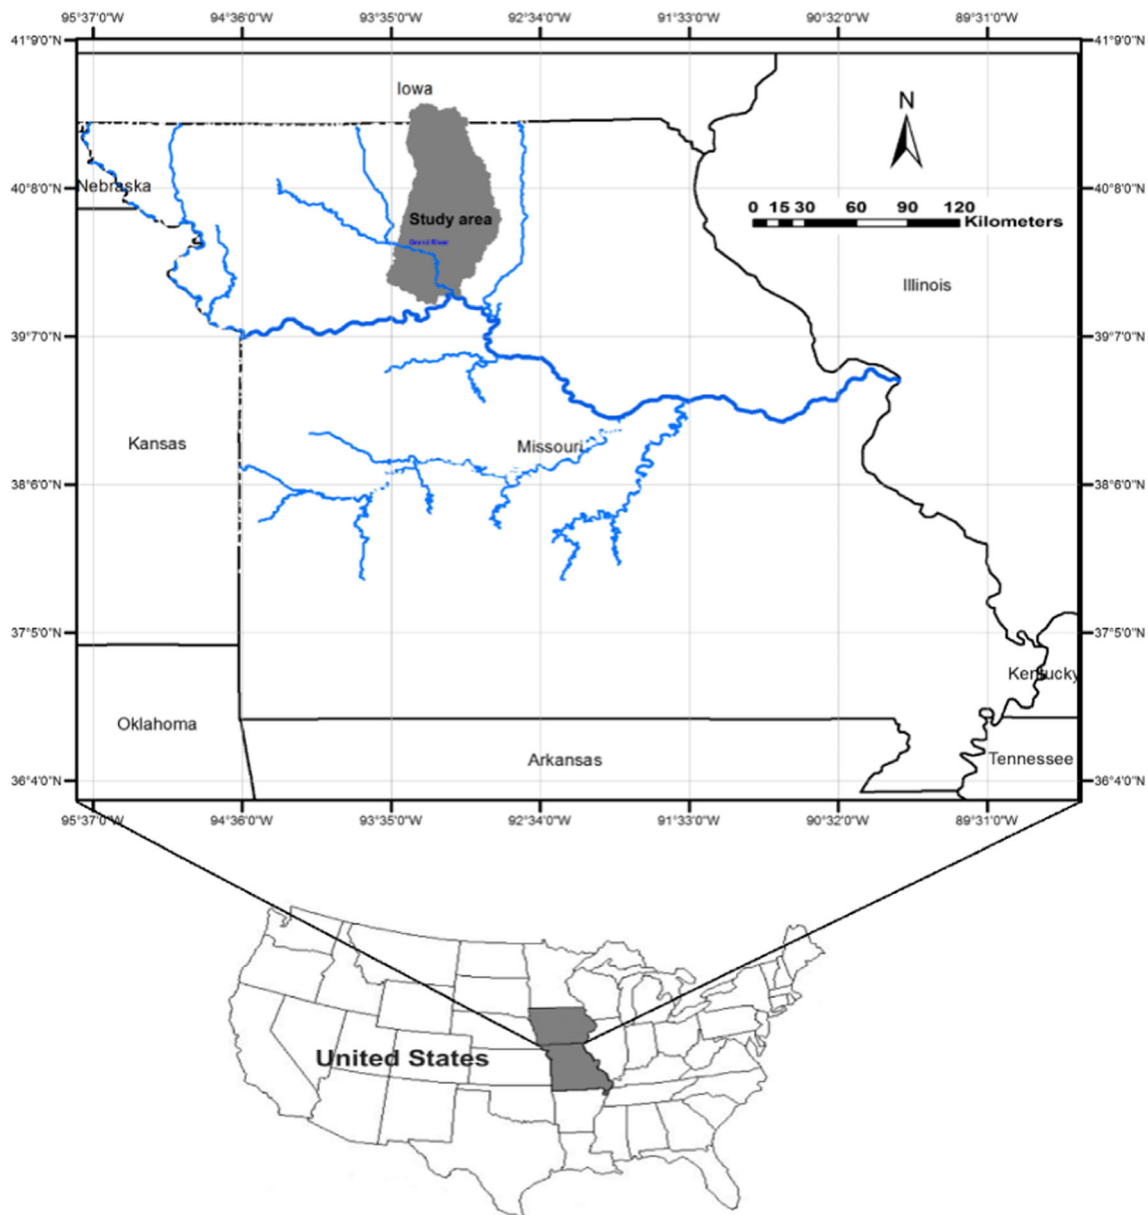 95°37'0"W 94°36'0"W 93°35'0"W 92°34'0"W 91°33'0"W 90°32'0"W 89°31'0"W
41°9'0"N 41°9'0"N
Iowa
N
40°8'0"N Nebraska 40°8'0"N
0 15 30 60 90 120
Kilometers
Study area
Grand River
Illinois
39°7'0"N 39°7'0"N
Kansas
Missouri
38°6'0"N 38°6'0"N
37°5'0"N 37°5'0"N
Kentucky
Oklahoma
Arkansas
Tennessee
36°4'0"N 36°4'0"N
95°37'0"W 94°36'0"W 93°35'0"W 92°34'0"W 91°33'0"W 90°32'0"W 89°31'0"W
United States